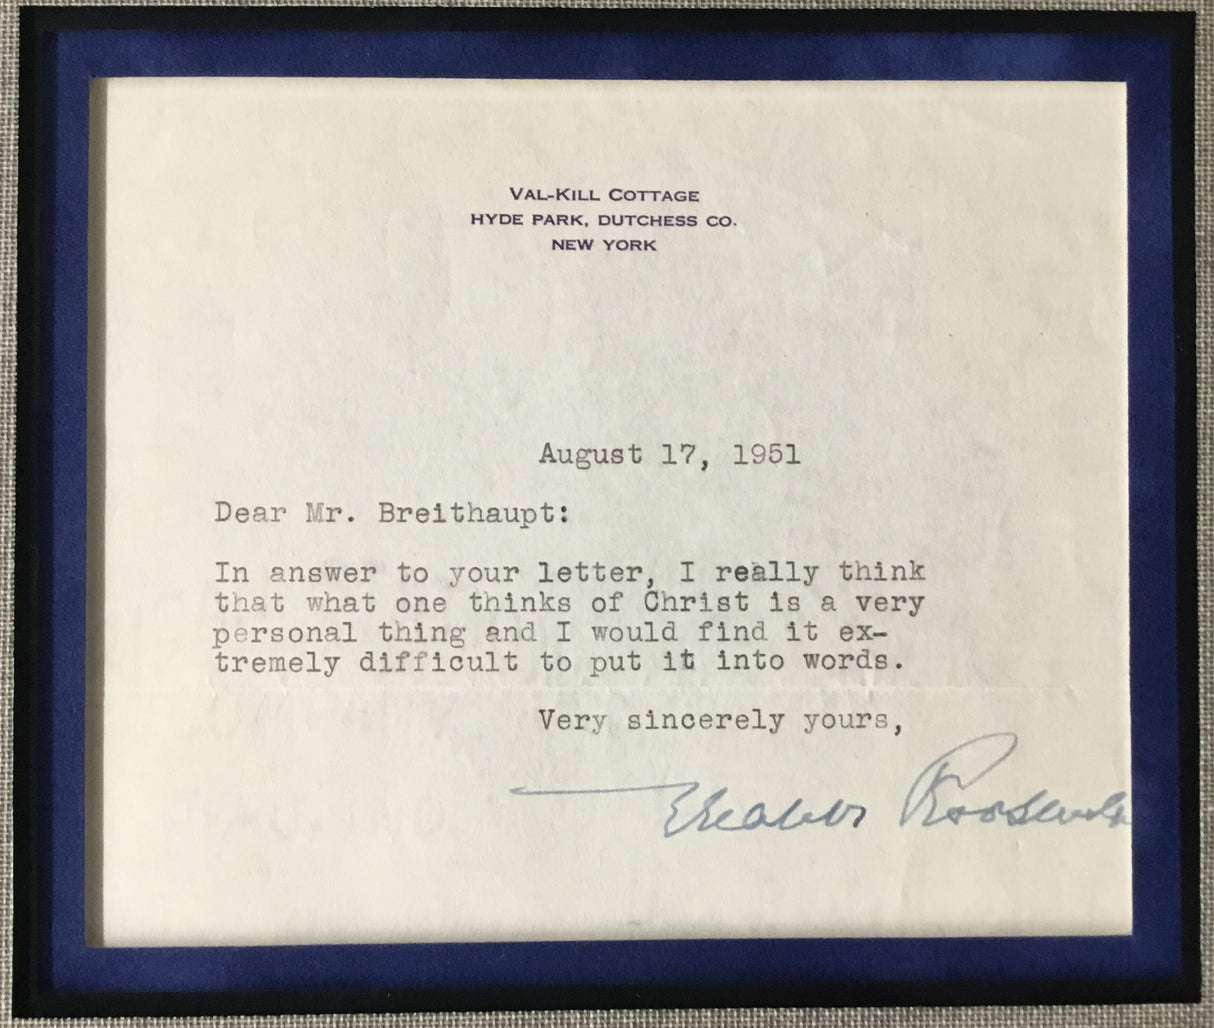 VAL-KILL COTTAGE
HYDE PARK, DUTCHESS CO.
NEW YORK
August 17, 1951
Dear Mr. Breithaupt:
In answer to your letter, I really think
that what one thinks of Christ is a very
personal thing and I would find it ex-
tremely difficult to put it into words.
Very sincerely yours,
Eleanor Roosevelt